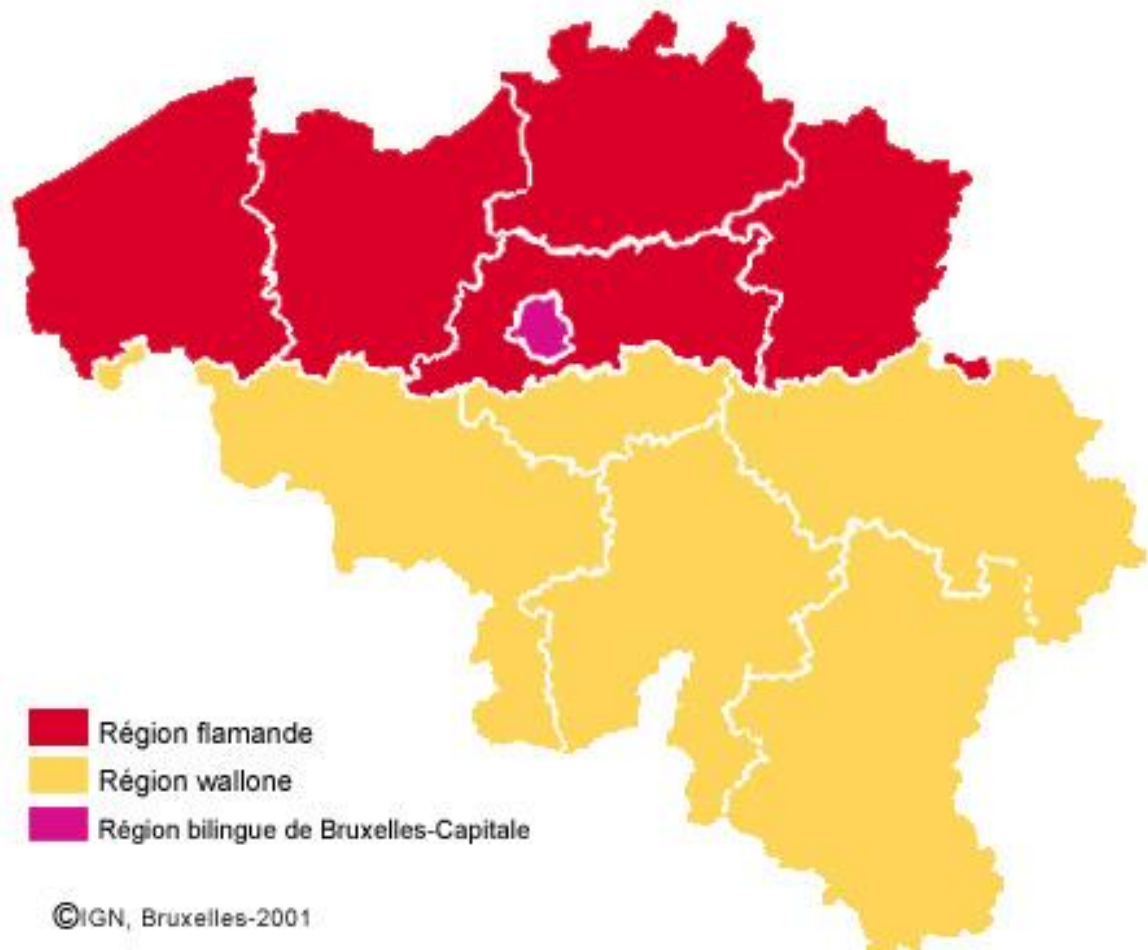 Région flamande
Région wallone
Région bilingue de Bruxelles-Capitale
©IGN, Bruxelles-2001